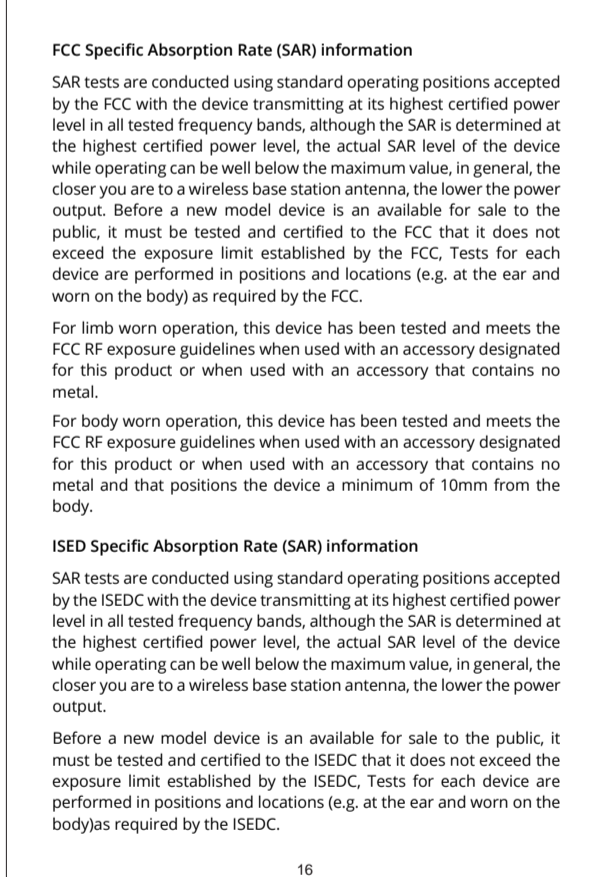 FCC Specific Absorption Rate (SAR) information
SAR tests are conducted using standard operating positions accepted
by the FCC with the device transmitting at its highest certified power
level in all tested frequency bands, although the SAR is determined at
the highest certified power level, the actual SAR level of the device
while operating can be well below the maximum value, in general, the
closer you are to a wireless base station antenna, the lower the power
output. Before a new model device is an available for sale to the
public, it must be tested and certified to the FCC that it does not
exceed the exposure limit established by the FCC, Tests for each
device are performed in positions and locations (e.g. at the ear and
worn on the body) as required by the FCC.
For limb worn operation, this device has been tested and meets the
FCC RF exposure guidelines when used with an accessory designated
for this product or when used with an accessory that contains no
metal.
For body worn operation, this device has been tested and meets the
FCC RF exposure guidelines when used with an accessory designated
for this product or when used with an accessory that contains no
metal and that positions the device a minimum of 10mm from the
body.
ISED Specific Absorption Rate (SAR) information
SAR tests are conducted using standard operating positions accepted
by the ISEDC with the device transmitting at its highest certified power
level in all tested frequency bands, although the SAR is determined at
the highest certified power level, the actual SAR level of the device
while operating can be well below the maximum value, in general, the
closer you are to a wireless base station antenna, the lower the power
output.
Before a new model device is an available for sale to the public, it
must be tested and certified to the ISEDC that it does not exceed the
exposure limit established by the ISEDC, Tests for each device are
performed in positions and locations (e.g. at the ear and worn on the
body)as required by the ISEDC.
16